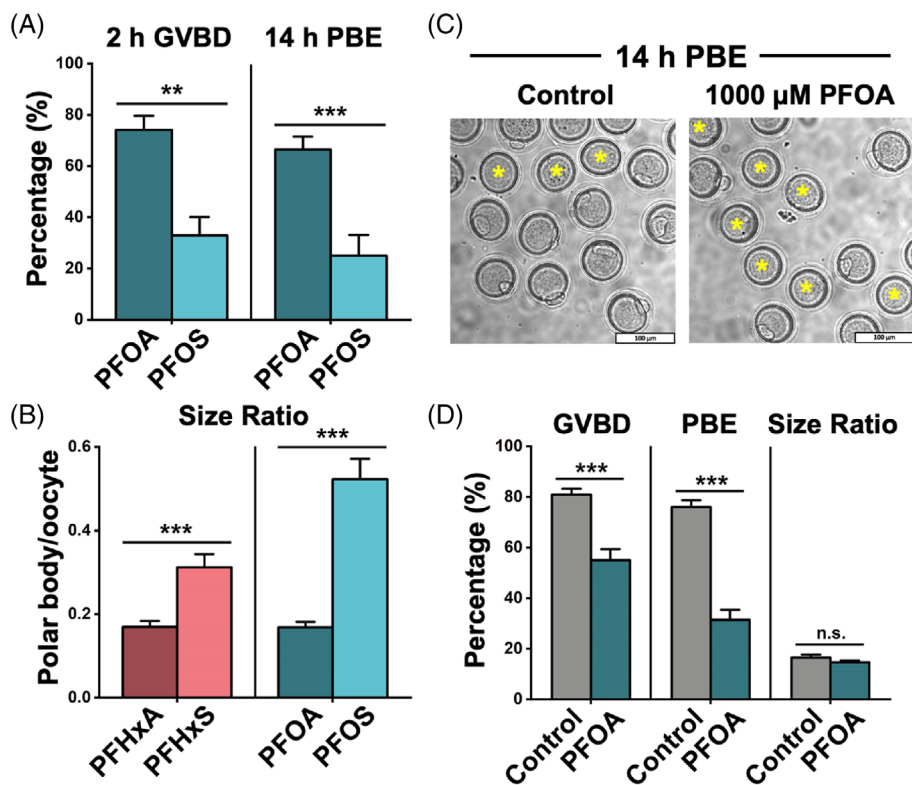 (A)
2 h GVBD 14 h PBE
Percentage (%)
100
80
60
40
20
0
**
***
PFOA
PFOS
PFOA
PFOS
(B)
Size Ratio
Polar body/oocyte
0.6
0.4
0.2
0.0
***
***
PFHxA
PFHxS
PFOA
PFOS
(C)
14 h PBE
Control 1000 µM PFOA
* * *
* * * * * * *
100 µm
100 µm
(D)
GVBD PBE Size Ratio
Percentage (%)
100
80
60
40
20
0
***
***
n.s.
Control
PFOA
Control
PFOA
Control
PFOA